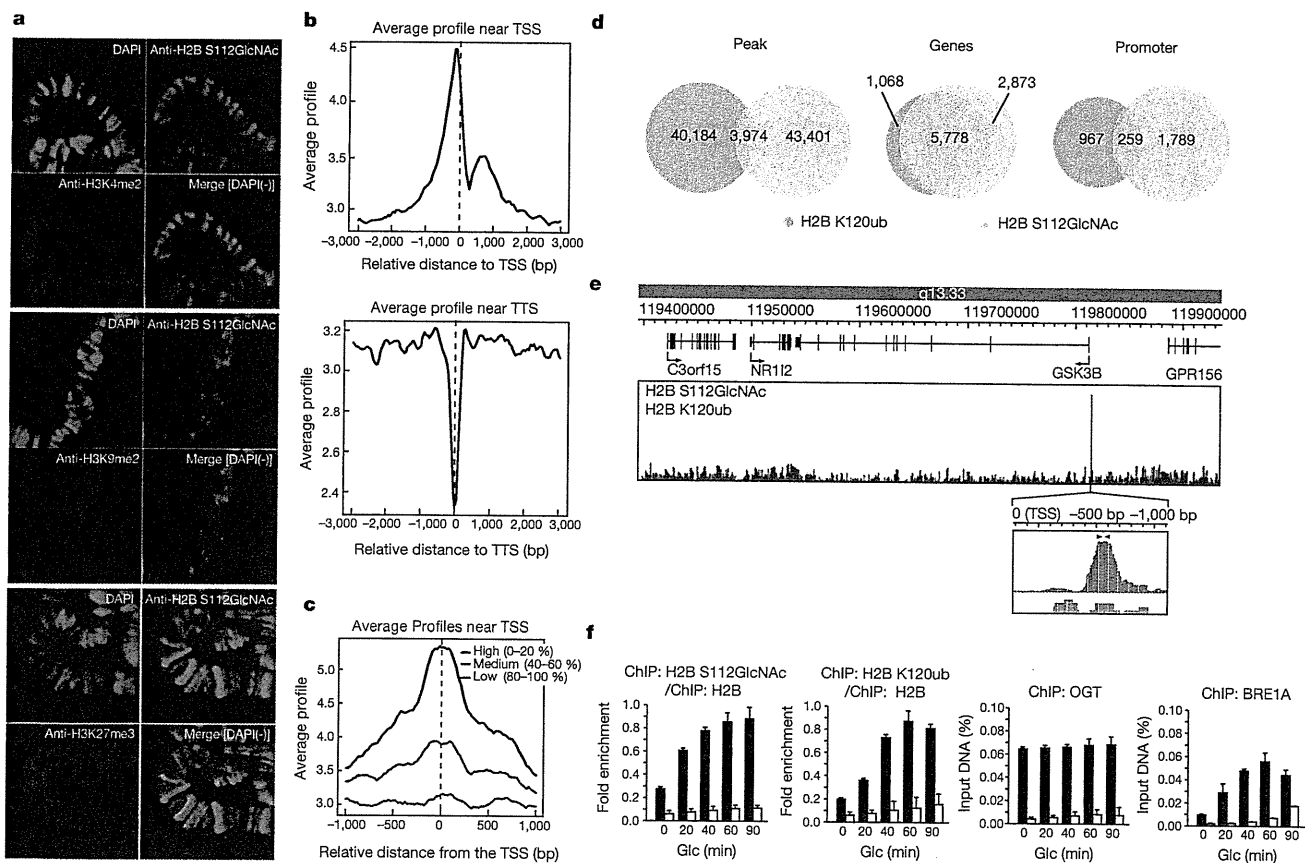 a
DAPI
Anti-H2B S112GlcNAc
Anti-H3K4me2
Merge [DAPI(-)]
DAPI
Anti-H2B S112GlcNAc
Anti-H3K9me2
Merge [DAPI(-)]
DAPI
Anti-H2B S112GlcNAc
Anti-H3K27me3
Merge [DAPI(-)]
b
Average profile near TSS
Average profile
4.5
4.0
3.5
3.0
−3,000 −2,000 −1,000 0 1,000 2,000 3,000
Relative distance to TSS (bp)
Average profile near TTS
Average profile
3.2
3.0
2.8
2.6
2.4
−3,000 −2,000 −1,000 0 1,000 2,000 3,000
Relative distance to TTS (bp)
c
Average Profiles near TSS
Average profile
5.0
4.5
4.0
3.5
3.0
High (0–20 %)
Medium (40–60 %)
Low (80–100 %)
−1,000 −500 0 500 1,000
Relative distance from the TSS (bp)
d
Peak
40,184 3,974 43,401
Genes
1,068 2,873
5,778
Promoter
967 259 1,789
H2B K120ub
H2B S112GlcNAc
e
q13.33
119400000 11950000 119600000 119700000 119800000 119900000
C3orf15 NR1I2 GSK3B GPR156
H2B S112GlcNAc
H2B K120ub
0 (TSS) −500 bp −1,000 bp
f
ChIP: H2B S112GlcNAc
/ChIP: H2B
Fold enrichment
1.0
0.8
0.6
0.4
0.2
0.0
0 20 40 60 90
Glc (min)
ChIP: H2B K120ub
/ChIP: H2B
Fold enrichment
1.0
0.8
0.6
0.4
0.2
0.0
0 20 40 60 90
Glc (min)
ChIP: OGT
Input DNA (%)
0.10
0.08
0.06
0.04
0.02
0.00
0 20 40 60 90
Glc (min)
ChIP: BRE1A
Input DNA (%)
0.10
0.08
0.06
0.04
0.02
0.00
0 20 40 60 90
Glc (min)